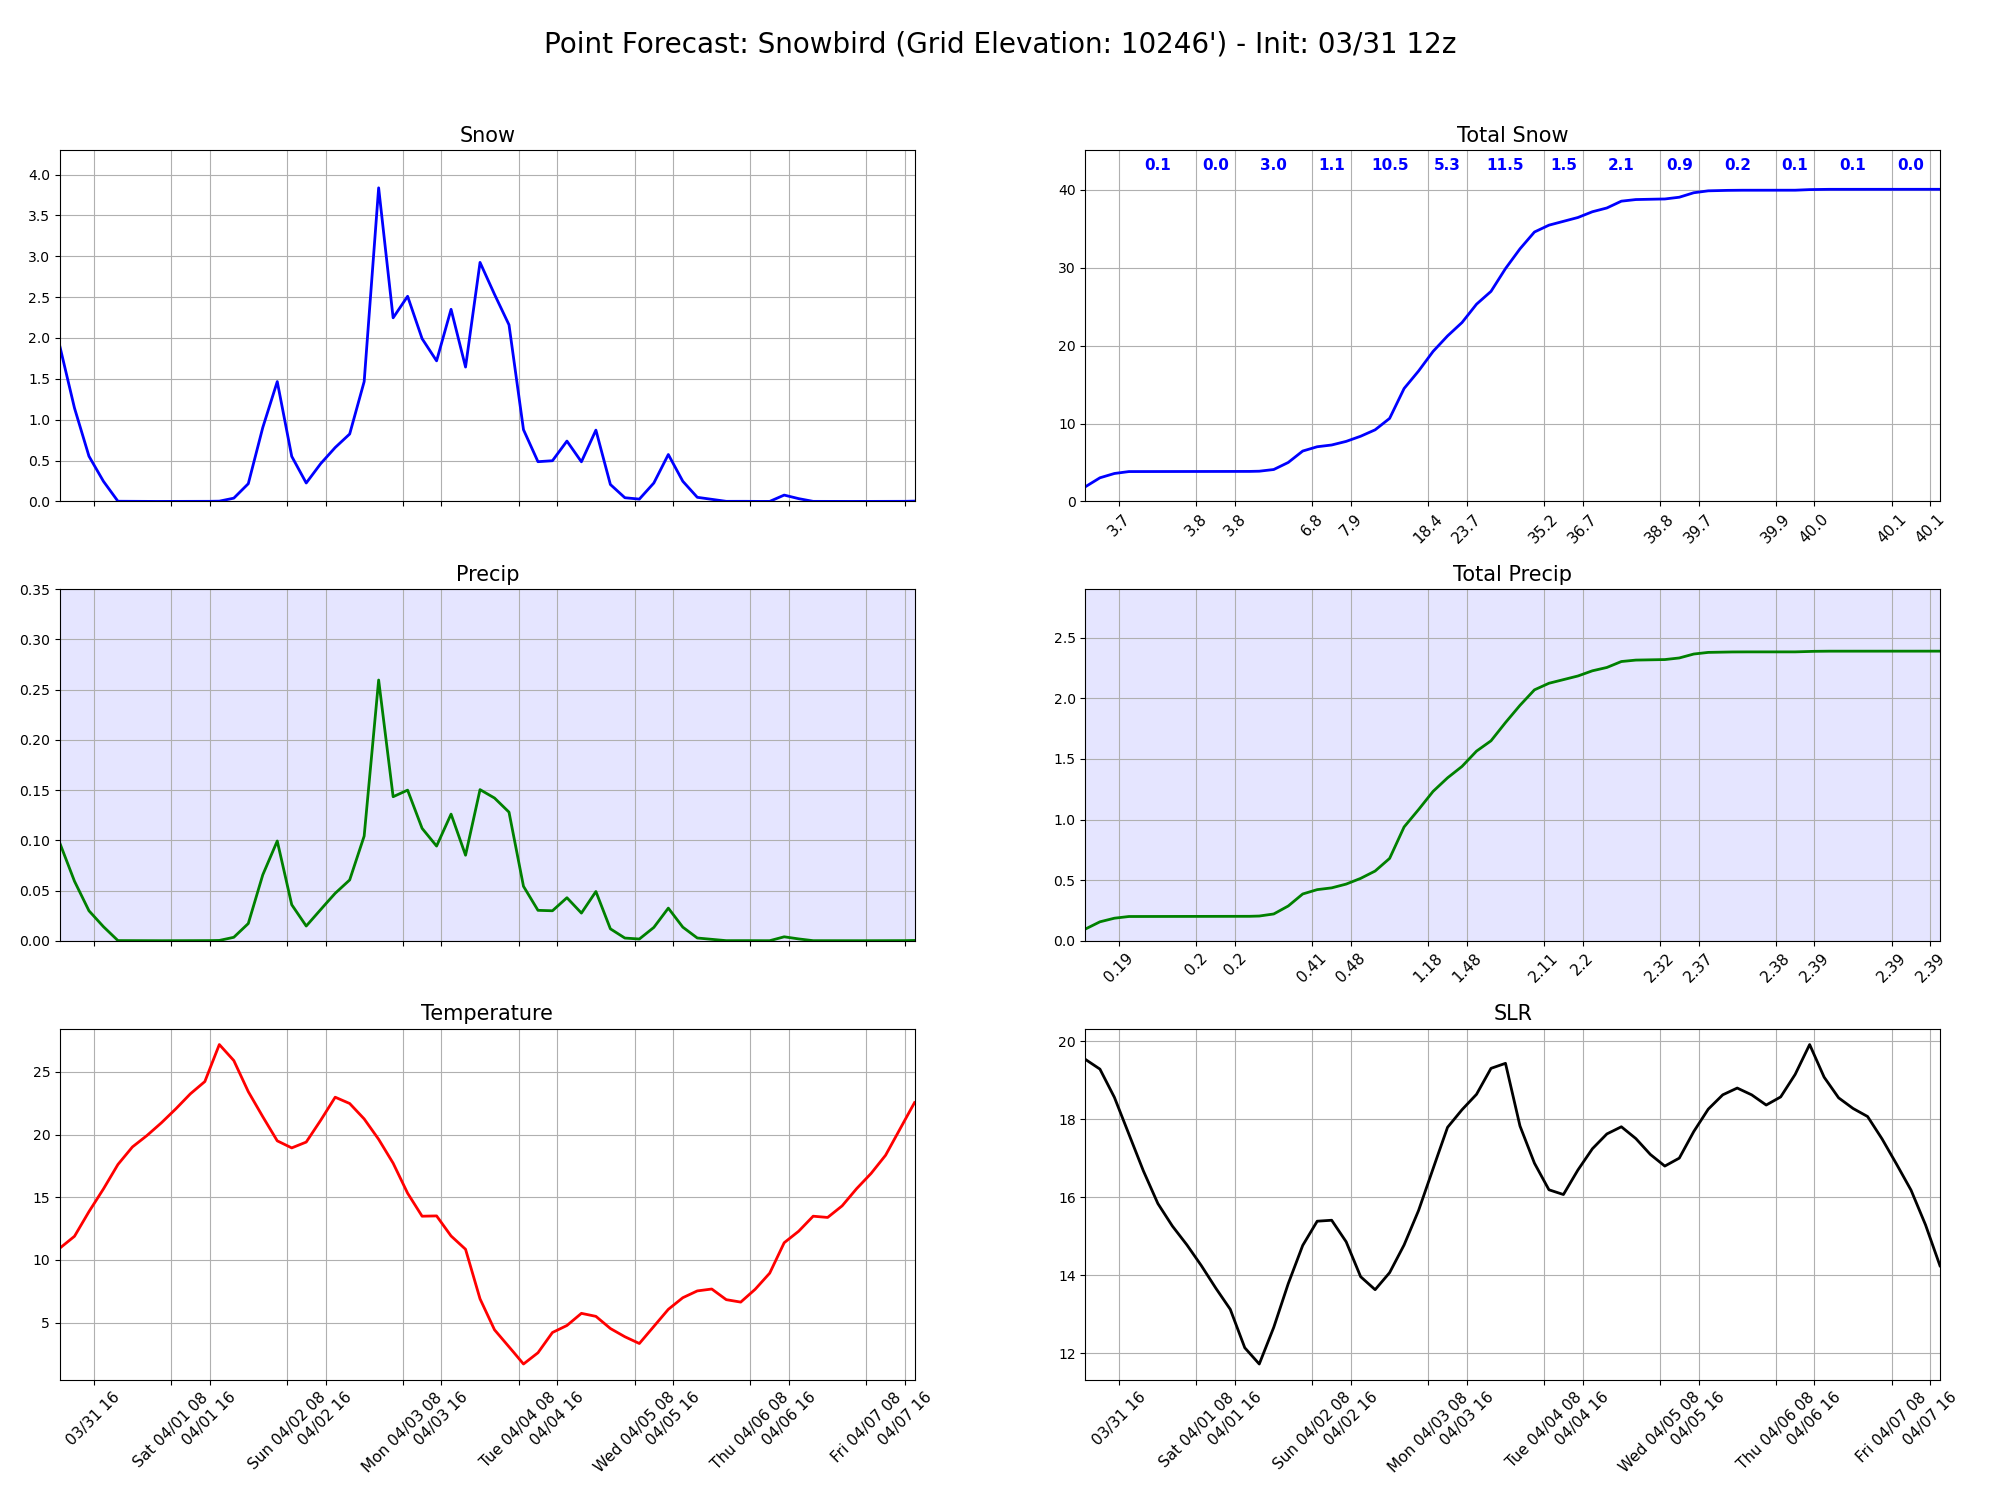 Point Forecast: Snowbird (Grid Elevation: 10246') - Init: 03/31 12z
Snow
4.0
3.5
3.0
2.5
2.0
1.5
1.0
0.5
0.0
Total Snow
0.1 0.0 3.0 1.1 10.5 5.3 11.5 1.5 2.1 0.9 0.2 0.1 0.1 0.0
40
30
20
10
0
3.7 3.8 3.8 6.8 7.9 18.4 23.7 35.2 36.7 38.8 39.7 39.9 40.0 40.1 40.1
Precip
0.35
0.30
0.25
0.20
0.15
0.10
0.05
0.00
Total Precip
2.5
2.0
1.5
1.0
0.5
0.0
0.19 0.2 0.2 0.41 0.48 1.18 1.48 2.11 2.2 2.32 2.37 2.38 2.39 2.39 2.39
Temperature
25
20
15
10
5
03/31 16
Sat 04/01 08
04/01 16
Sun 04/02 08
04/02 16
Mon 04/03 08
04/03 16
Tue 04/04 08
04/04 16
Wed 04/05 08
04/05 16
Thu 04/06 08
04/06 16
Fri 04/07 08
04/07 16
SLR
20
18
16
14
12
03/31 16
Sat 04/01 08
04/01 16
Sun 04/02 08
04/02 16
Mon 04/03 08
04/03 16
Tue 04/04 08
04/04 16
Wed 04/05 08
04/05 16
Thu 04/06 08
04/06 16
Fri 04/07 08
04/07 16